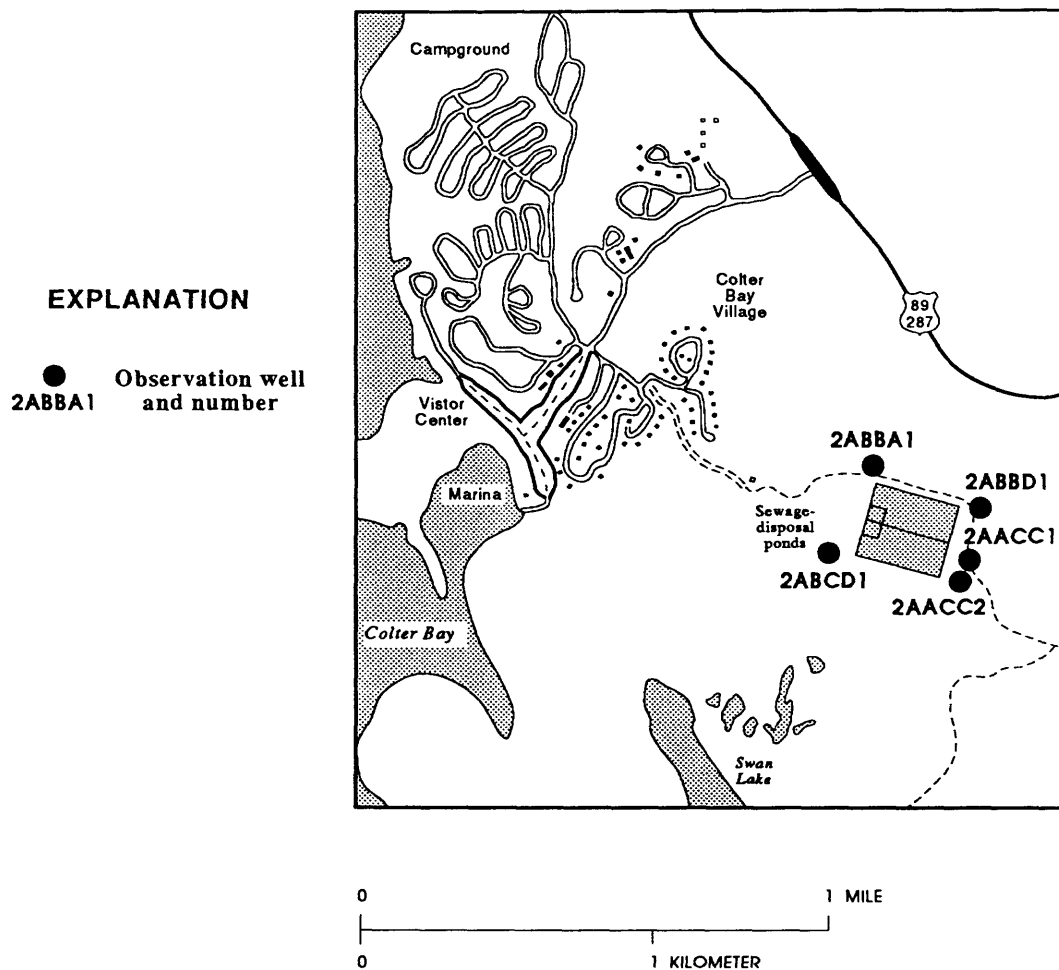 Campground
EXPLANATION
2ABBA1
Observation well
and number
Colter
Bay
Village
89
287
Vistor
Center
Marina
2ABBA1
2ABBD1
Sewage-
disposal
ponds
2AACC1
2ABCD1
2AACC2
Colter Bay
Swan
Lake
0
1 MILE
0
1 KILOMETER